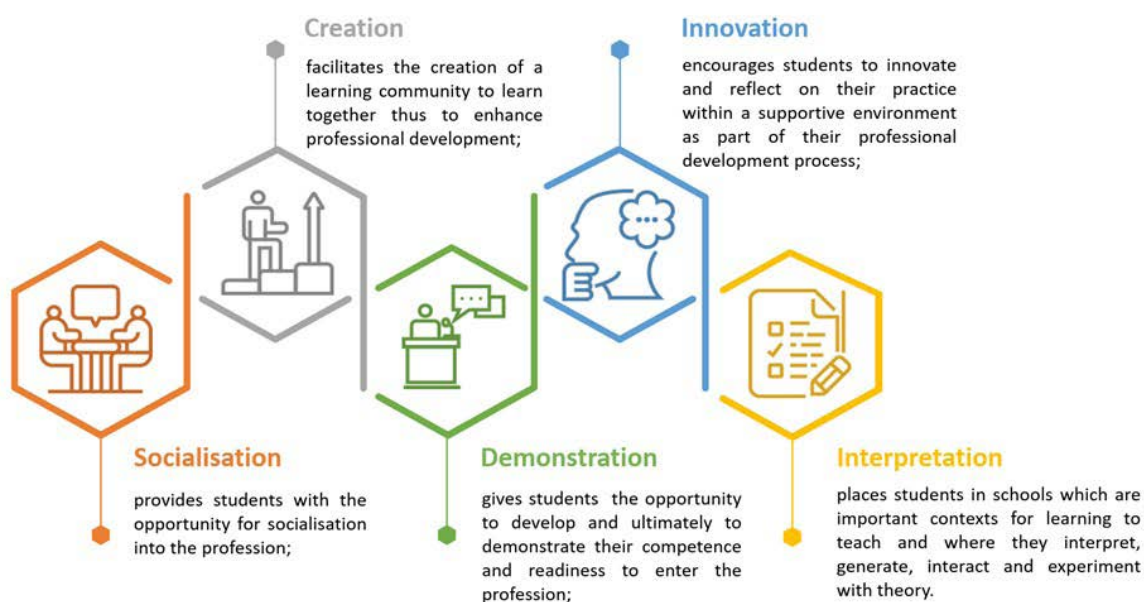 Creation
facilitates the creation of a
learning community to learn
together thus to enhance
professional development;
Innovation
encourages students to innovate
and reflect on their practice
within a supportive environment
as part of their professional
development process;
Socialisation
provides students with the
opportunity for socialisation
into the profession;
Demonstration
gives students the opportunity
to develop and ultimately to
demonstrate their competence
and readiness to enter the
profession;
Interpretation
places students in schools which are
important contexts for learning to
teach and where they interpret,
generate, interact and experiment
with theory.